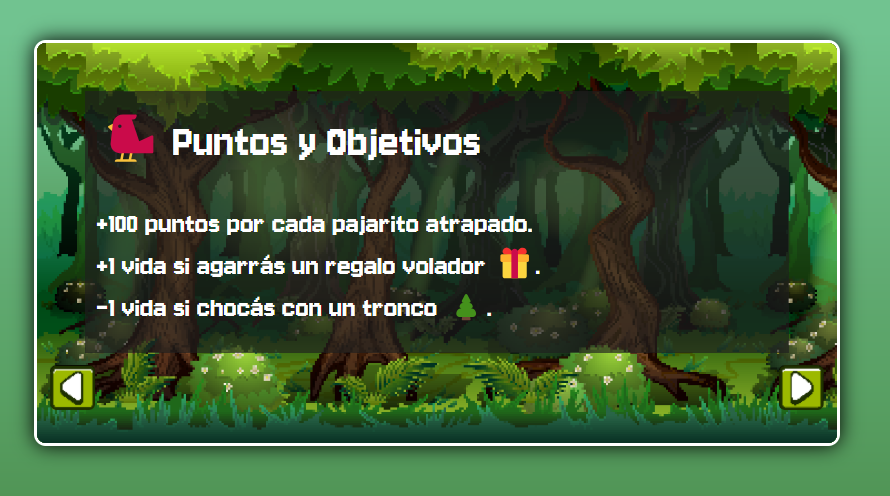 Puntos y Objetivos
+100 puntos por cada pajarito atrapado.
+1 vida si agarrás un regalo volador 🎁.
-1 vida si chocás con un tronco 🌲.